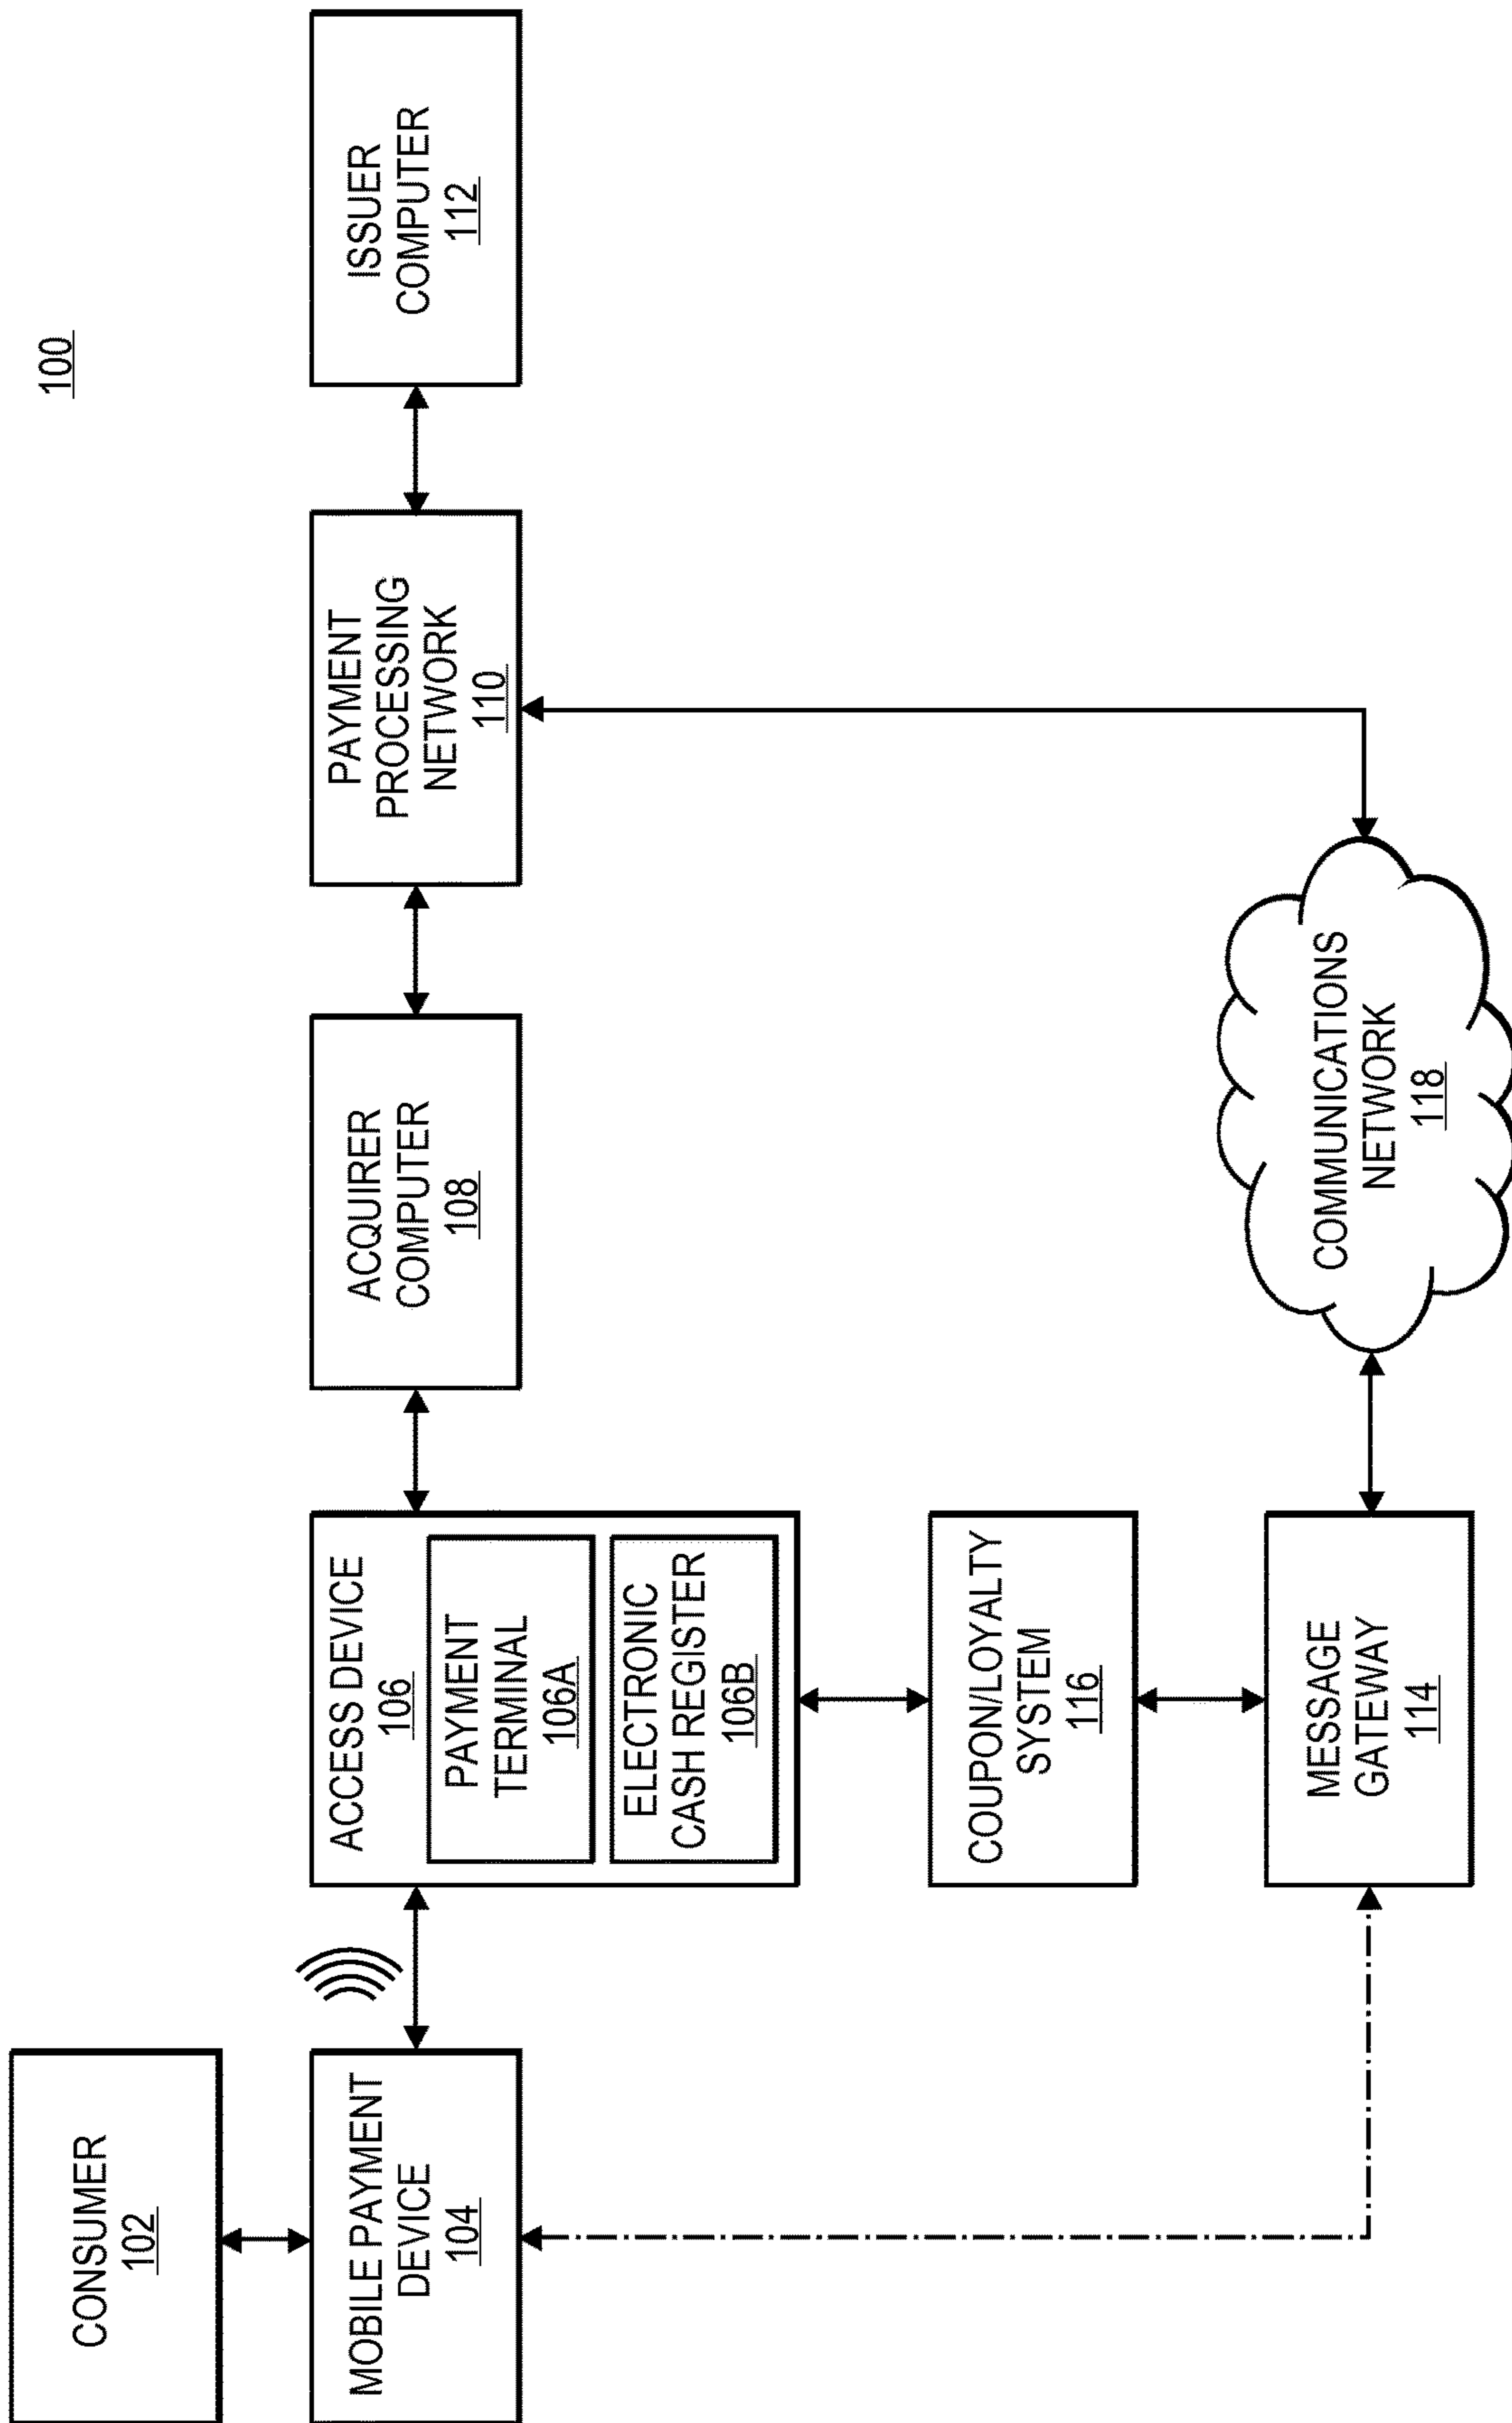 100
CONSUMER
102
MOBILE PAYMENT
DEVICE
104
ACCESS DEVICE
106
PAYMENT
TERMINAL
106A
ELECTRONIC
CASH REGISTER
106B
ACQUIRER
COMPUTER
108
PAYMENT
PROCESSING
NETWORK
110
ISSUER
COMPUTER
112
COUPON/LOYALTY
SYSTEM
116
MESSAGE
GATEWAY
114
COMMUNICATIONS
NETWORK
118